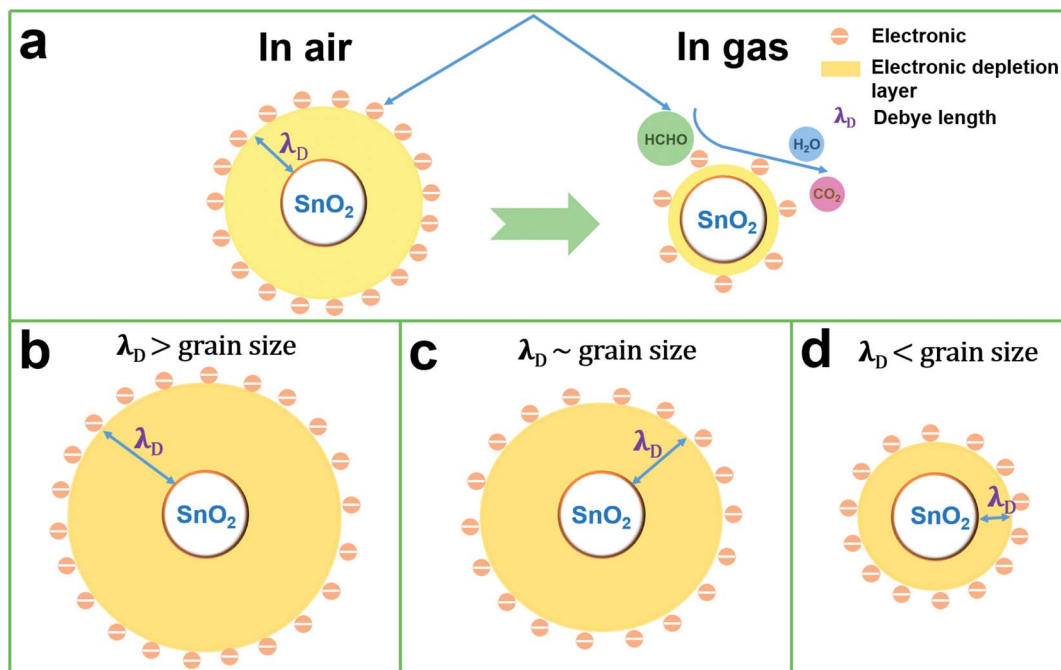 a
In air
In gas
Electronic
Electronic depletion
layer
λD Debye length
λD
SnO₂
HCHO
H₂O
CO₂
SnO₂
b
λD > grain size
λD
SnO₂
c
λD ~ grain size
λD
SnO₂
d
λD < grain size
λD
SnO₂